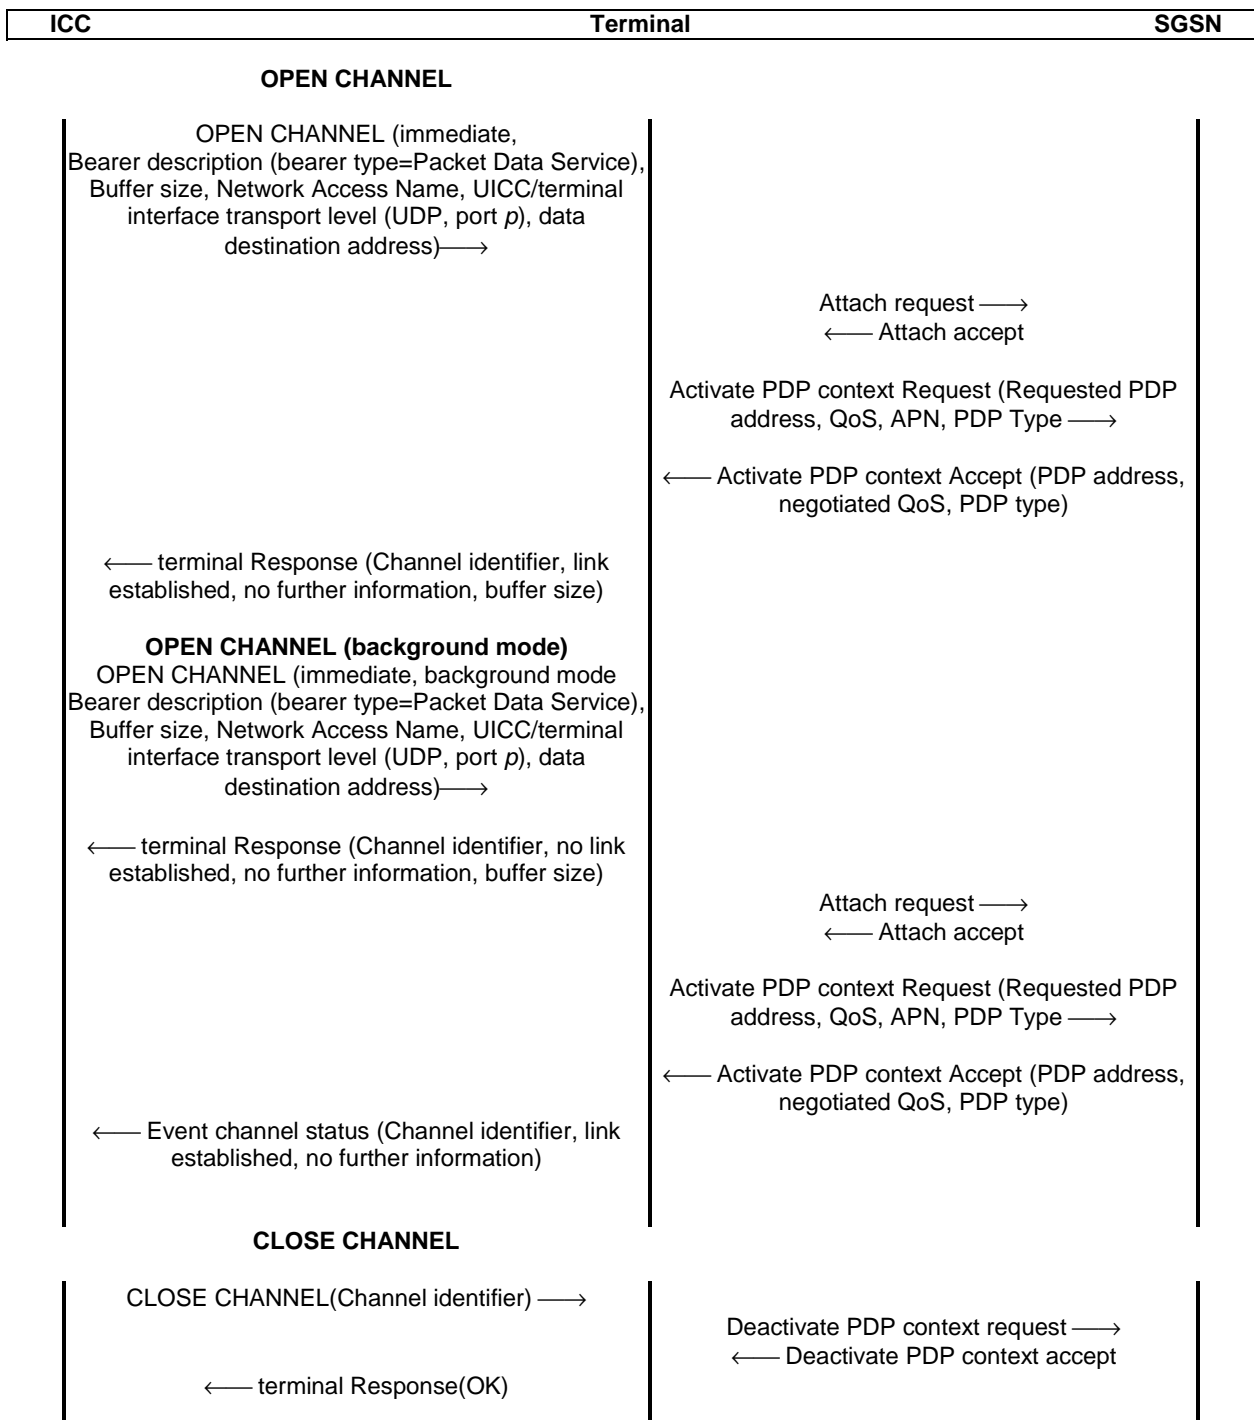 ICC Terminal SGSN
OPEN CHANNEL
OPEN CHANNEL (immediate,
Bearer description (bearer type=Packet Data Service),
Buffer size, Network Access Name, UICC/terminal
interface transport level (UDP, port p), data
destination address)⟶
Attach request ⟶
⟵ Attach accept
Activate PDP context Request (Requested PDP
address, QoS, APN, PDP Type ⟶
⟵ Activate PDP context Accept (PDP address,
negotiated QoS, PDP type)
⟵ terminal Response (Channel identifier, link
established, no further information, buffer size)
OPEN CHANNEL (background mode)
OPEN CHANNEL (immediate, background mode
Bearer description (bearer type=Packet Data Service),
Buffer size, Network Access Name, UICC/terminal
interface transport level (UDP, port p), data
destination address)⟶
⟵ terminal Response (Channel identifier, no link
established, no further information, buffer size)
Attach request ⟶
⟵ Attach accept
Activate PDP context Request (Requested PDP
address, QoS, APN, PDP Type ⟶
⟵ Activate PDP context Accept (PDP address,
negotiated QoS, PDP type)
⟵ Event channel status (Channel identifier, link
established, no further information)
CLOSE CHANNEL
CLOSE CHANNEL(Channel identifier) ⟶
Deactivate PDP context request ⟶
⟵ Deactivate PDP context accept
⟵ terminal Response(OK)